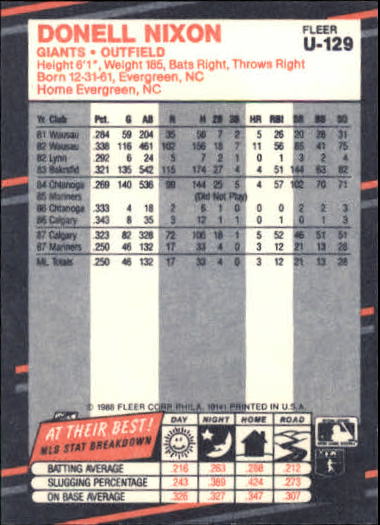 DONELL NIXON
FLEER
U-129
GIANTS • OUTFIELD
Height 6'1", Weight 185, Bats Right, Throws Right
Born 12-31-61, Evergreen, NC
Home Evergreen, NC
Yr. Club Pct. G AB R H 2B 3B HR RBI SB BB SO
81 Wausau .284 59 204 35 58 7 2 5 26 20 26 31
82 Wausau .338 116 461 102 156 18 7 11 56 85 41 75
82 Lynn .292 6 24 7 2 0 1 3 2 4
83 Bakrsfld .321 135 542 115 174 27 4 4 51 144 63 82
84 Chtanoga .269 140 536 99 144 25 5 4 57 102 70 71
85 Mariners (Did Not Play)
86 Chtanoga .333 4 18 2 6 1 0 0 3 2 0 3
86 Calgary .343 8 35 3 12 1 1 0 4 1 1 6
87 Calgary .323 82 328 72 106 18 1 5 52 46 51 51
87 Mariners .250 46 132 17 33 4 0 3 12 21 13 28
ML Totals .250 46 132 17 33 4 0 3 12 21 13 28
© 1988 FLEER CORP. PHILA. 19141 PRINTED IN U.S.A.
AT THEIR BEST!
MLB STAT BREAKDOWN
DAY NIGHT HOME ROAD
BATTING AVERAGE .216 .263 .288 .212
SLUGGING PERCENTAGE .243 .389 .424 .273
ON BASE AVERAGE .326 .327 .347 .307